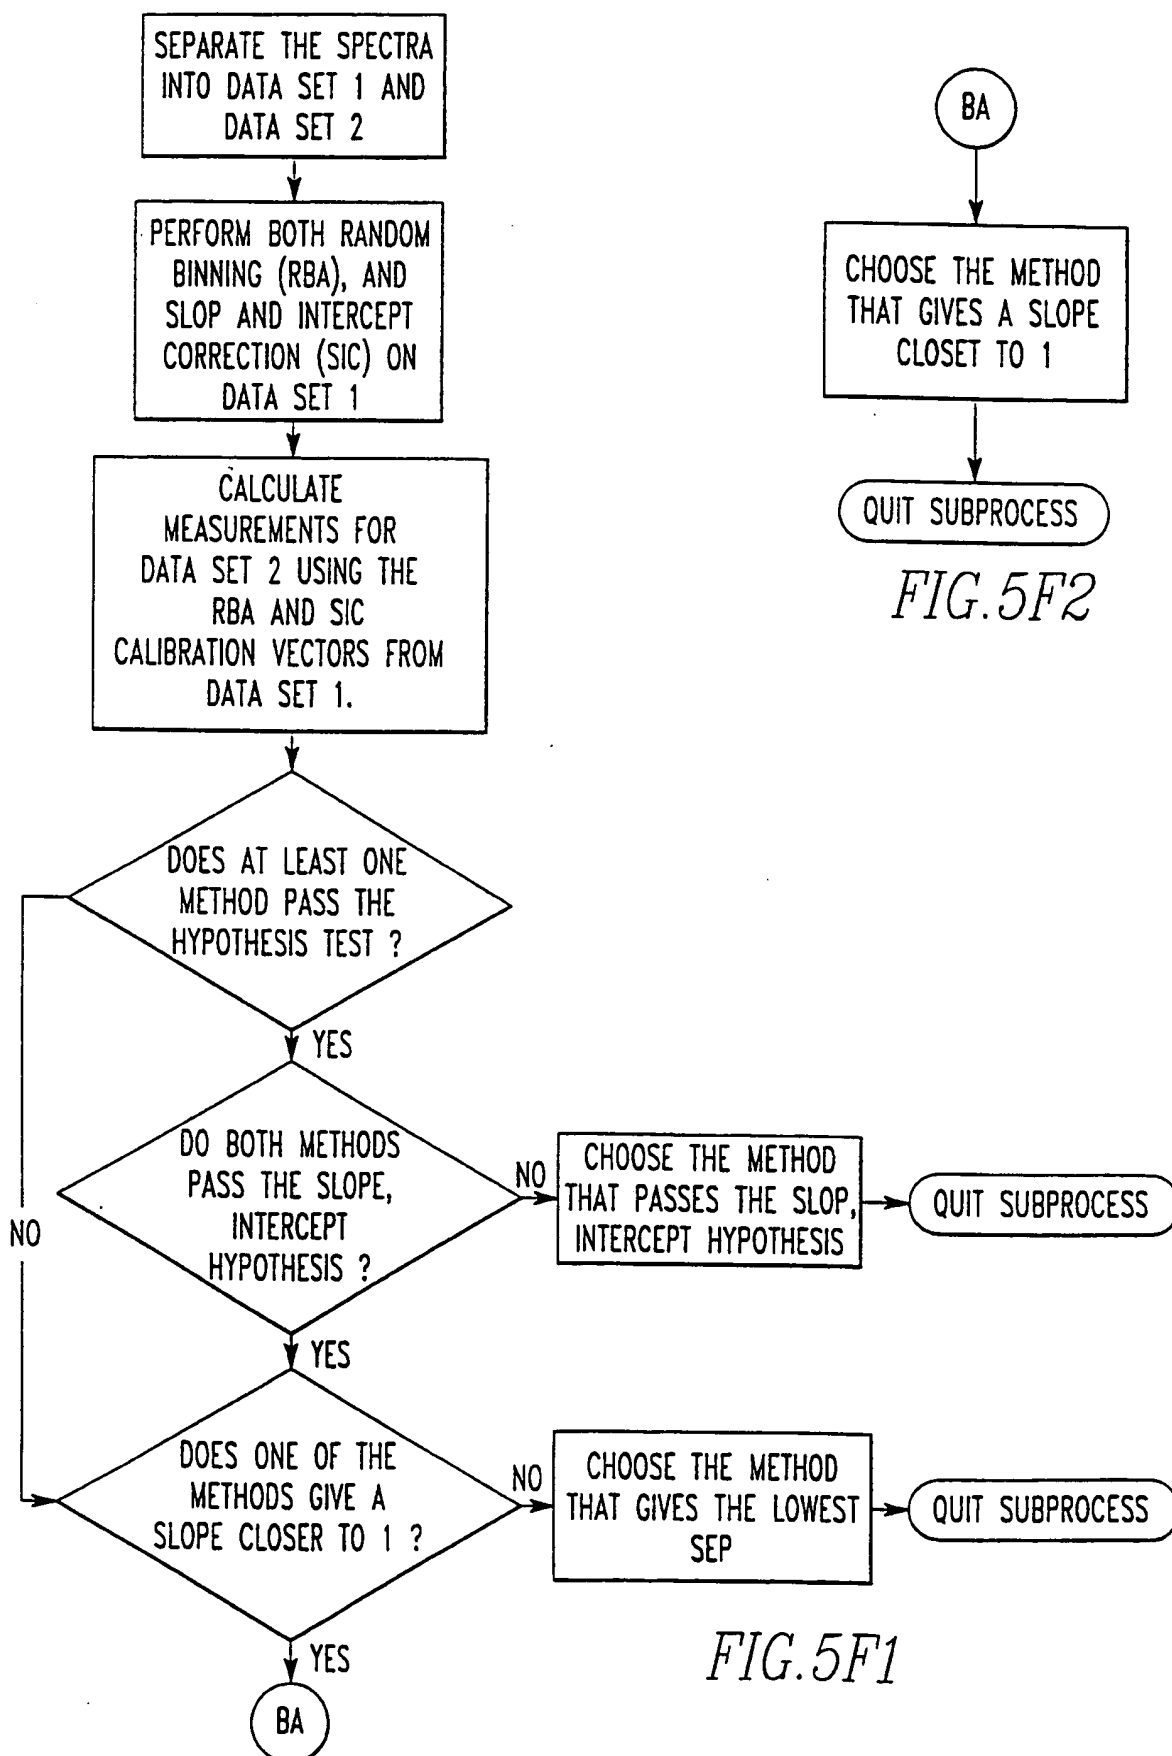 SEPARATE THE SPECTRA
INTO DATA SET 1 AND
DATA SET 2
PERFORM BOTH RANDOM
BINNING (RBA), AND
SLOP AND INTERCEPT
CORRECTION (SIC) ON
DATA SET 1
CALCULATE
MEASUREMENTS FOR
DATA SET 2 USING THE
RBA AND SIC
CALIBRATION VECTORS FROM
DATA SET 1.
DOES AT LEAST ONE
METHOD PASS THE
HYPOTHESIS TEST ?
YES
NO
DO BOTH METHODS
PASS THE SLOPE,
INTERCEPT
HYPOTHESIS ?
NO
CHOOSE THE METHOD
THAT PASSES THE SLOP,
INTERCEPT HYPOTHESIS
QUIT SUBPROCESS
YES
DOES ONE OF THE
METHODS GIVE A
SLOPE CLOSER TO 1 ?
NO
CHOOSE THE METHOD
THAT GIVES THE LOWEST
SEP
QUIT SUBPROCESS
YES
BA
FIG.5F1
BA
CHOOSE THE METHOD
THAT GIVES A SLOPE
CLOSET TO 1
QUIT SUBPROCESS
FIG.5F2